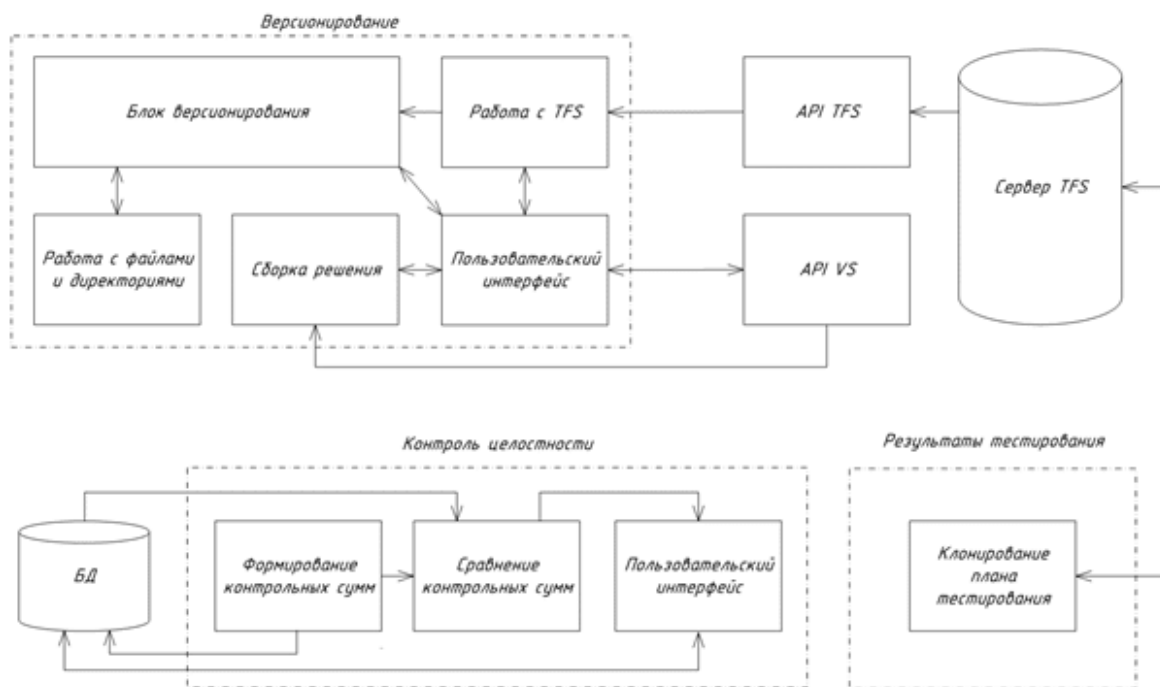 Версионирование
Блок версионирования
Работа с TFS
API TFS
Сервер TFS
Работа с файлами
и директориями
Сборка решения
Пользовательский
интерфейс
API VS
Контроль целостности
Результаты тестирования
БД
Формирование
контрольных сумм
Сравнение
контрольных сумм
Пользовательский
интерфейс
Клонирование
плана
тестирования